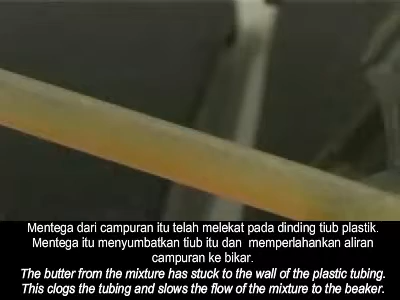 Mentega dari campuran itu telah melekat pada dinding tiub plastik.
Mentega itu menyumbatkan tiub itu dan memperlahankan aliran
campuran ke bikar.
The butter from the mixture has stuck to the wall of the plastic tubing.
This clogs the tubing and slows the flow of the mixture to the beaker.